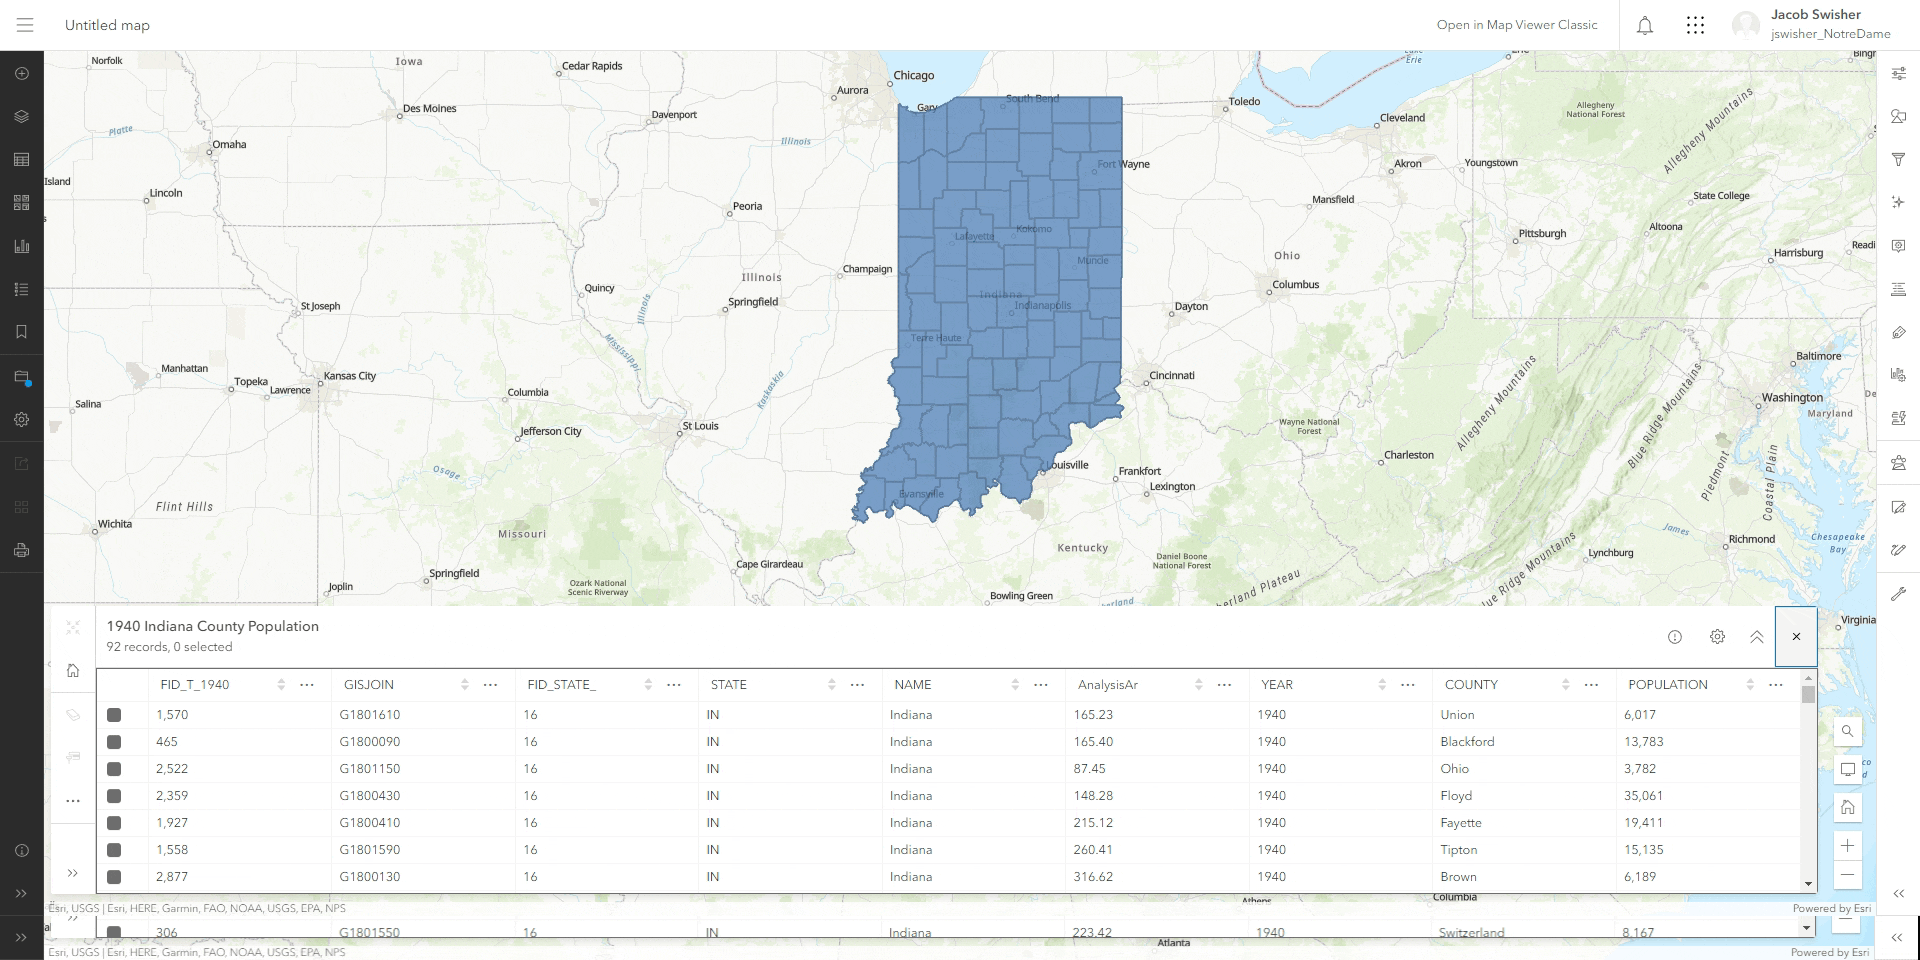 Untitled map
Open in Map Viewer Classic
Jacob Swisher
jswisher_NotreDame
Norfolk
Iowa
Cedar Rapids
Chicago
Aurora
Gary
South Bend
Toledo
Lake Erie
Cleveland
Allegheny National Forest
Allegheny Mountains
Des Moines
Davenport
Platte
Omaha
Illinois
Fort Wayne
Akron
Youngstown
Island
Lincoln
Peoria
Mansfield
State College
Lafayette
Kokomo
Pittsburgh
Altoona
Muncie
Ohio
Harrisburg
Readi
Champaign
Illinois
Quincy
Springfield
Illinois
Indiana
Indianapolis
Columbus
Dayton
St Joseph
Mississippi
Terre Haute
Baltimore
Manhattan
Topeka
Lawrence
Kansas City
Kaskaskia
Cincinnati
Allegheny Mountains
Blue Ridge Mountains
Washington
Maryland
Salina
Columbia
Jefferson City
St Louis
Wayne National Forest
Osage
Louisville
Frankfort
Charleston
Piedmont
Coastal Plain
Evansville
Lexington
Flint Hills
Wichita
Missouri
Kentucky
Daniel Boone National Forest
James
Richmond
Chesapeake Bay
Lynchburg
Cape Girardeau
Springfield
Joplin
Ozark National Scenic Riverway
Bowling Green
erland
erland Plateau
ue Ridge Mountains
Virginia
1940 Indiana County Population
92 records, 0 selected
FID_T_1940 GISJOIN FID_STATE_ STATE NAME AnalysisAr YEAR COUNTY POPULATION
1,570 G1801610 16 IN Indiana 165.23 1940 Union 6,017
465 G1800090 16 IN Indiana 165.40 1940 Blackford 13,783
2,522 G1801150 16 IN Indiana 87.45 1940 Ohio 3,782
2,359 G1800430 16 IN Indiana 148.28 1940 Floyd 35,061
1,927 G1800410 16 IN Indiana 215.12 1940 Fayette 19,411
1,558 G1801590 16 IN Indiana 260.41 1940 Tipton 15,135
2,877 G1800130 16 IN Indiana 316.62 1940 Brown 6,189
Athens
Columbia
Esri, USGS | Esri, HERE, Garmin, FAO, NOAA, USGS, EPA, NPS
Powered by Esri
306 G1801550 16 IN Indiana 223.42 1940 Switzerland 8,167
Atlanta
Esri, USGS | Esri, HERE, Garmin, FAO, NOAA, USGS, EPA, NPS
Powered by Esri